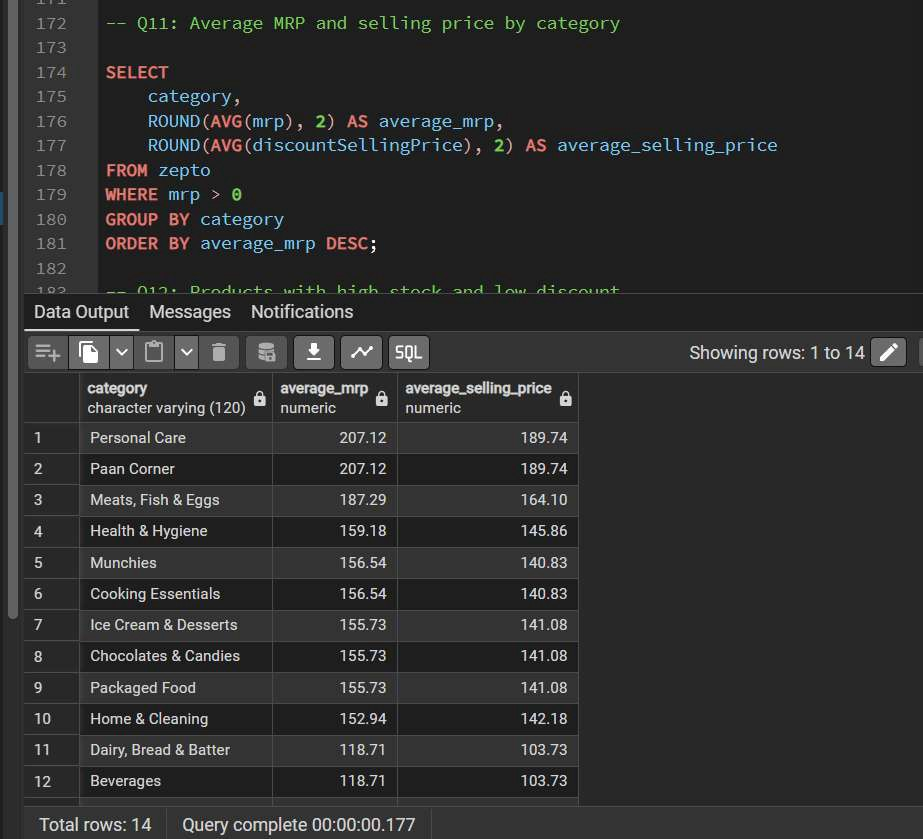 171
172 -- Q11: Average MRP and selling price by category
173
174 SELECT
175 category,
176 ROUND(AVG(mrp), 2) AS average_mrp,
177 ROUND(AVG(discountSellingPrice), 2) AS average_selling_price
178 FROM zepto
179 WHERE mrp > 0
180 GROUP BY category
181 ORDER BY average_mrp DESC;
182
183 -- Q12: Products with high stock and low discount
Data Output Messages Notifications
SQL Showing rows: 1 to 14
category average_mrp average_selling_price
character varying (120) numeric numeric
1 Personal Care 207.12 189.74
2 Paan Corner 207.12 189.74
3 Meats, Fish & Eggs 187.29 164.10
4 Health & Hygiene 159.18 145.86
5 Munchies 156.54 140.83
6 Cooking Essentials 156.54 140.83
7 Ice Cream & Desserts 155.73 141.08
8 Chocolates & Candies 155.73 141.08
9 Packaged Food 155.73 141.08
10 Home & Cleaning 152.94 142.18
11 Dairy, Bread & Batter 118.71 103.73
12 Beverages 118.71 103.73
Total rows: 14 Query complete 00:00:00.177